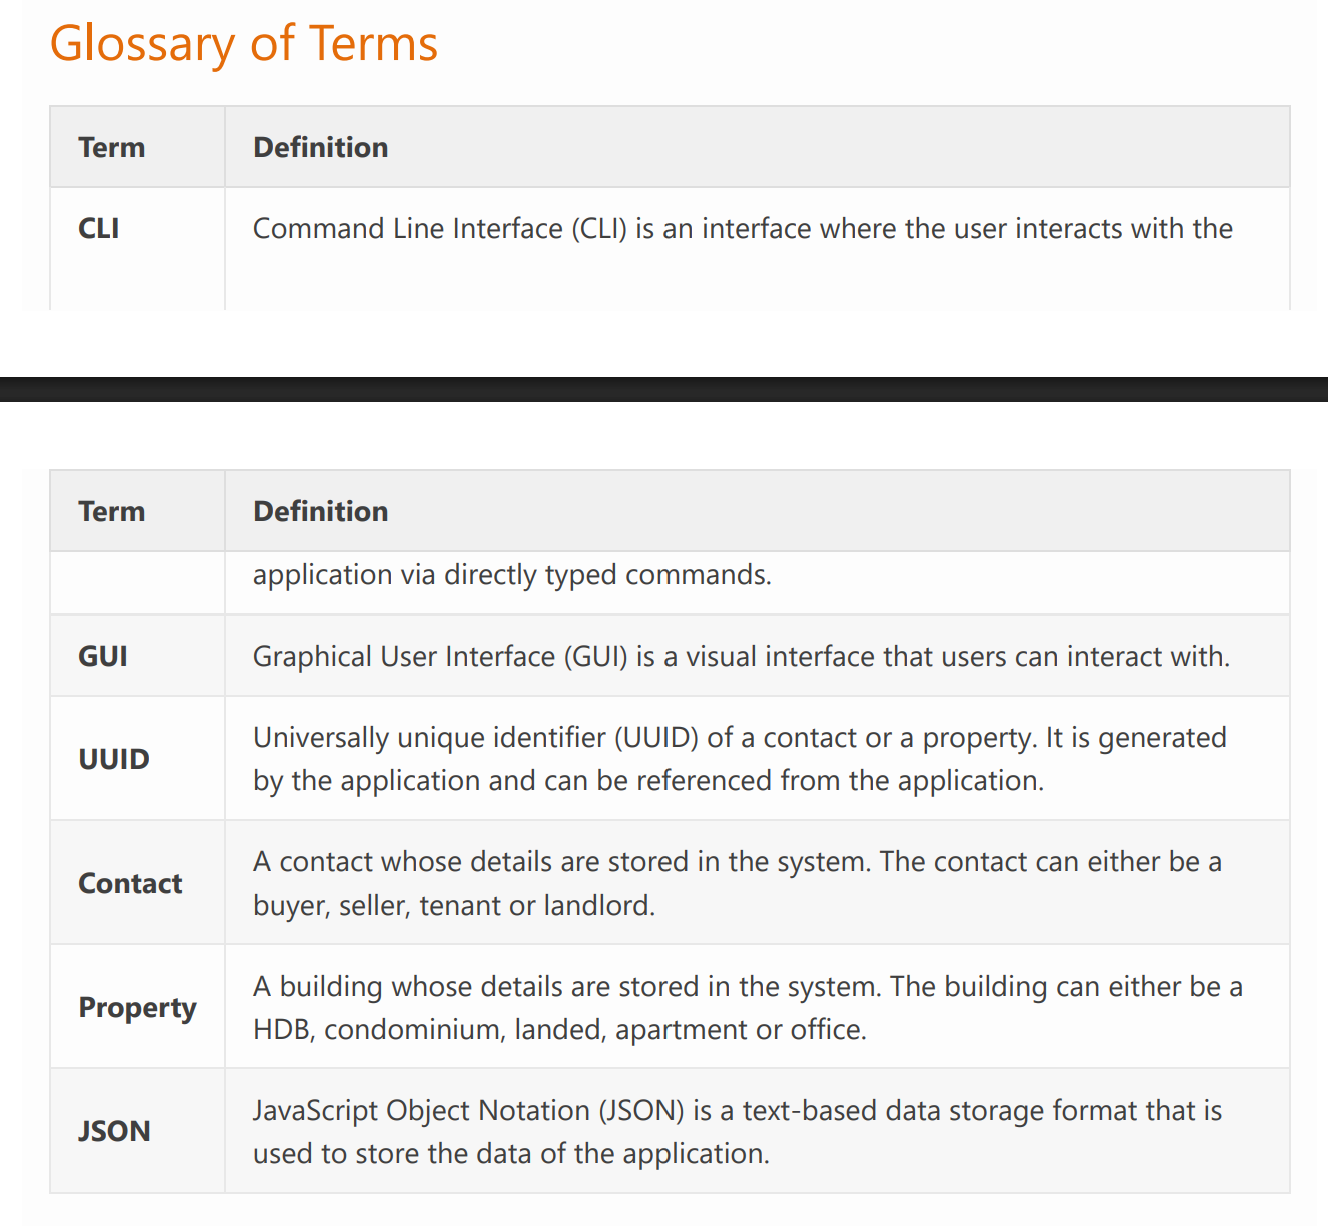 Glossary of Terms
Term Definition
CLI Command Line Interface (CLI) is an interface where the user interacts with the
Term Definition
application via directly typed commands.
GUI Graphical User Interface (GUI) is a visual interface that users can interact with.
UUID
Universally unique identifier (UUID) of a contact or a property. It is generated
by the application and can be referenced from the application.
Contact
A contact whose details are stored in the system. The contact can either be a
buyer, seller, tenant or landlord.
Property
A building whose details are stored in the system. The building can either be a
HDB, condominium, landed, apartment or office.
JSON
JavaScript Object Notation (JSON) is a text-based data storage format that is
used to store the data of the application.